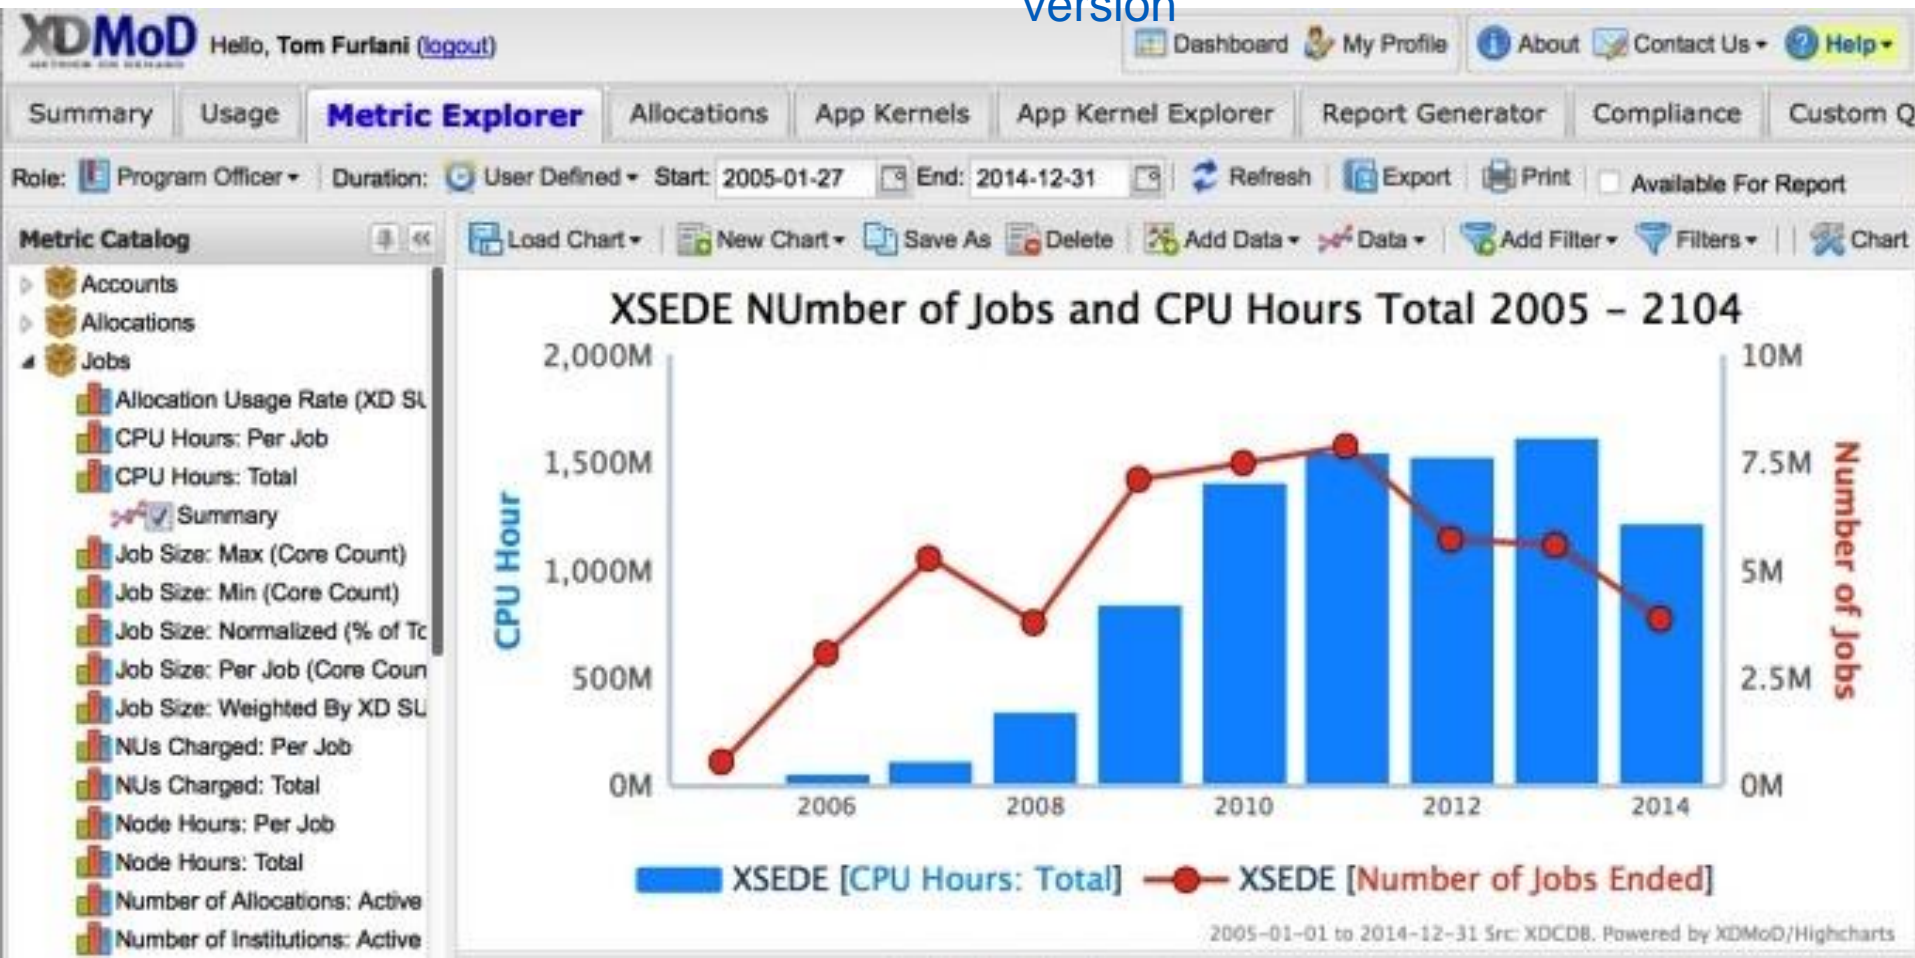 version
XDMoD Hello, Tom Furlani (logout) Dashboard My Profile About Contact Us Help
METRICS ON DEMAND
Summary Usage Metric Explorer Allocations App Kernels App Kernel Explorer Report Generator Compliance Custom Q
Role: Program Officer Duration: User Defined Start: 2005-01-27 End: 2014-12-31 Refresh Export Print Available For Report
Metric Catalog
Load Chart New Chart Save As Delete Add Data Data Add Filter Filters Chart
Accounts
Allocations
Jobs
Allocation Usage Rate (XD SU
CPU Hours: Per Job
CPU Hours: Total
Summary
Job Size: Max (Core Count)
Job Size: Min (Core Count)
Job Size: Normalized (% of To
Job Size: Per Job (Core Coun
Job Size: Weighted By XD SU
NUs Charged: Per Job
NUs Charged: Total
Node Hours: Per Job
Node Hours: Total
Number of Allocations: Active
Number of Institutions: Active
XSEDE NUmber of Jobs and CPU Hours Total 2005 – 2104
2,000M
1,500M
1,000M
500M
0M
CPU Hour
10M
7.5M
5M
2.5M
0M
Number of Jobs
2006 2008 2010 2012 2014
XSEDE [CPU Hours: Total] XSEDE [Number of Jobs Ended]
2005-01-01 to 2014-12-31 Src: XDCDB. Powered by XDMoD/Highcharts